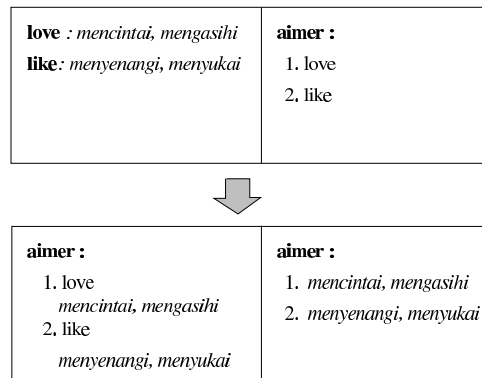 love : mencintai, mengasihi
like: menyenangi, menyukai
aimer :
1. love
2. like
aimer :
1. love
mencintai, mengasihi
2. like
menyenangi, menyukai
aimer :
1. mencintai, mengasihi
2. menyenangi, menyukai